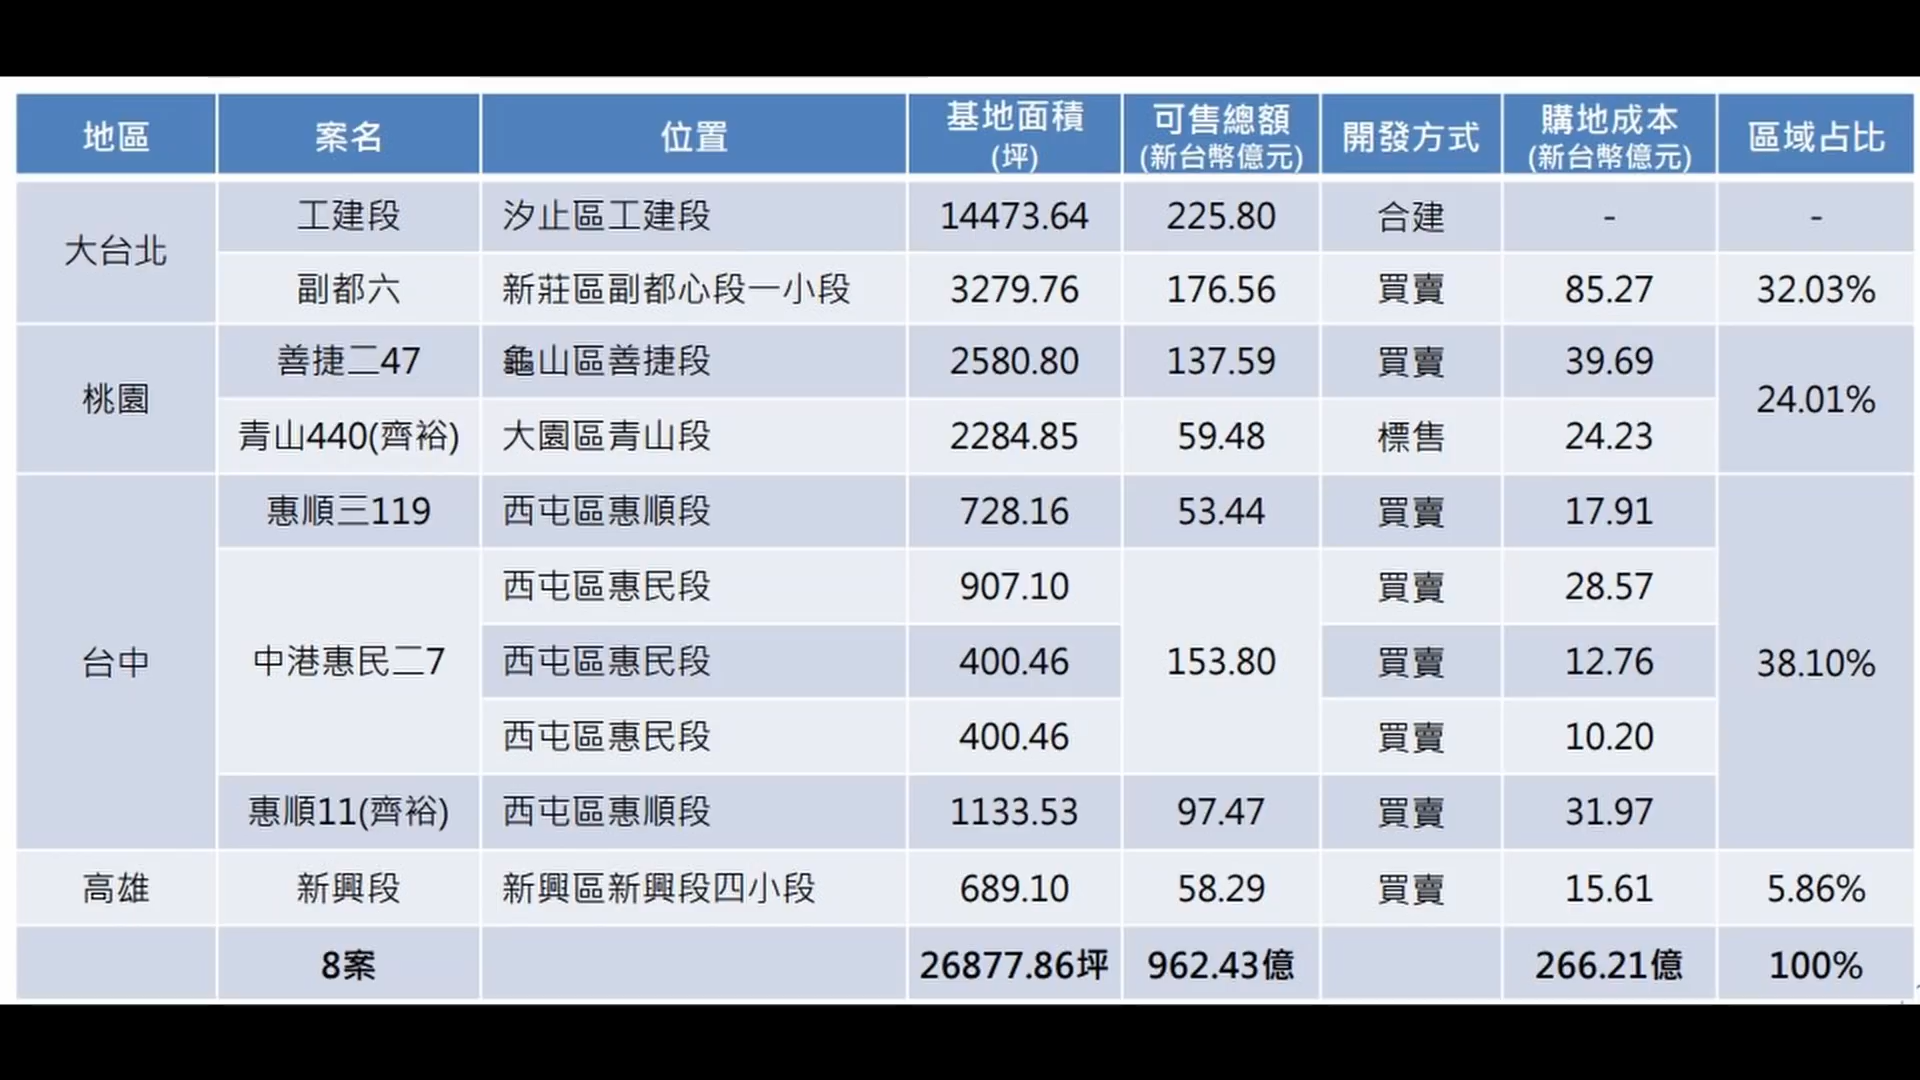 地區 案名 位置 基地面積 (坪) 可售總額 (新台幣億元) 開發方式 購地成本 (新台幣億元) 區域占比
大台北 工建段 汐止區工建段 14473.64 225.80 合建 - -
副都六 新莊區副都心段一小段 3279.76 176.56 買賣 85.27 32.03%
桃園 善捷二47 龜山區善捷段 2580.80 137.59 買賣 39.69 24.01%
青山440(齊裕) 大園區青山段 2284.85 59.48 標售 24.23
台中 惠順三119 西屯區惠順段 728.16 53.44 買賣 17.91 38.10%
中港惠民二7 西屯區惠民段 907.10 153.80 買賣 28.57
西屯區惠民段 400.46 買賣 12.76
西屯區惠民段 400.46 買賣 10.20
惠順11(齊裕) 西屯區惠順段 1133.53 97.47 買賣 31.97
高雄 新興段 新興區新興段四小段 689.10 58.29 買賣 15.61 5.86%
8案 26877.86坪 962.43億 266.21億 100%